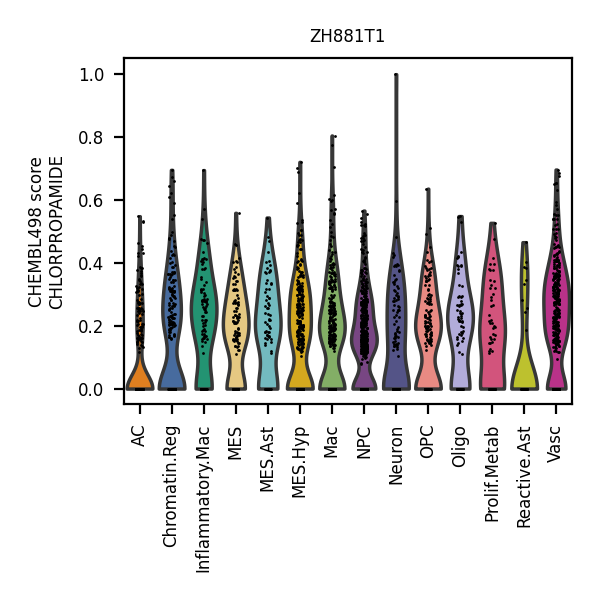 ZH881T1
CHEMBL498 score
CHLORPROPAMIDE
1.0
0.8
0.6
0.4
0.2
0.0
AC
Chromatin.Reg
Inflammatory.Mac
MES
MES.Ast
MES.Hyp
Mac
NPC
Neuron
OPC
Oligo
Prolif.Metab
Reactive.Ast
Vasc